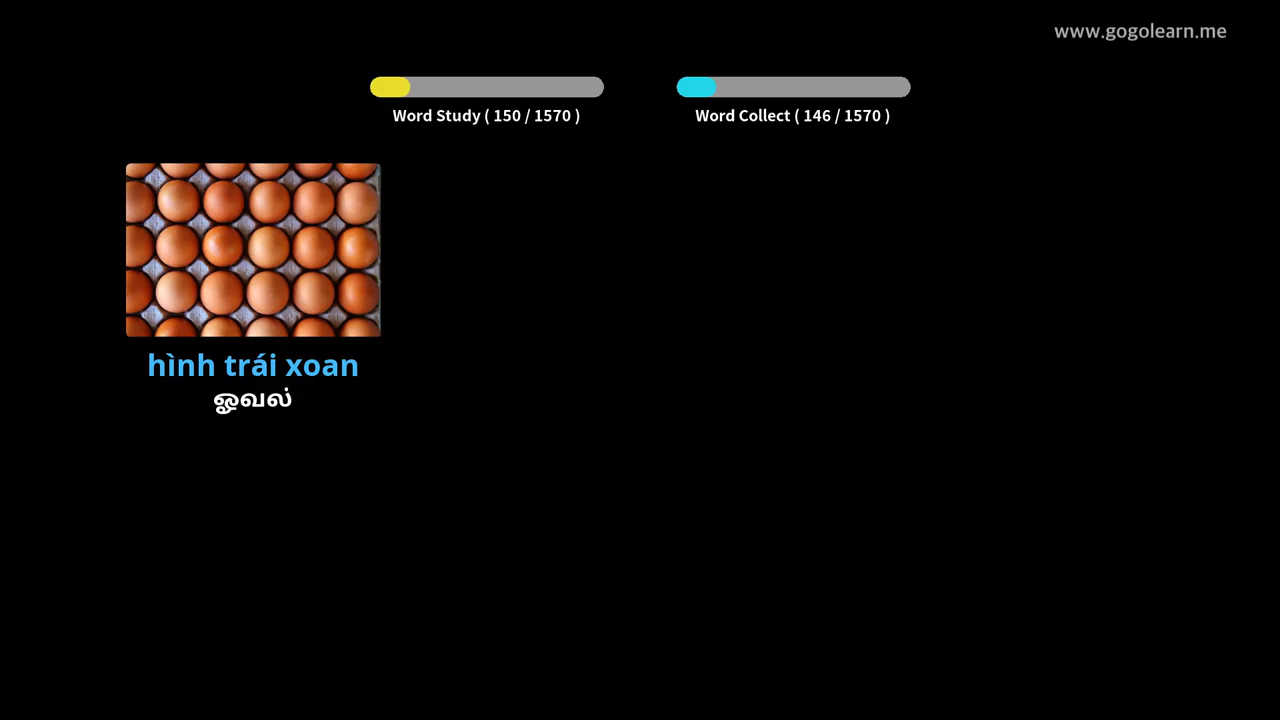 www.gogolearn.me
Word Study ( 150 / 1570 )
Word Collect ( 146 / 1570 )
hình trái xoan
ஓவல்